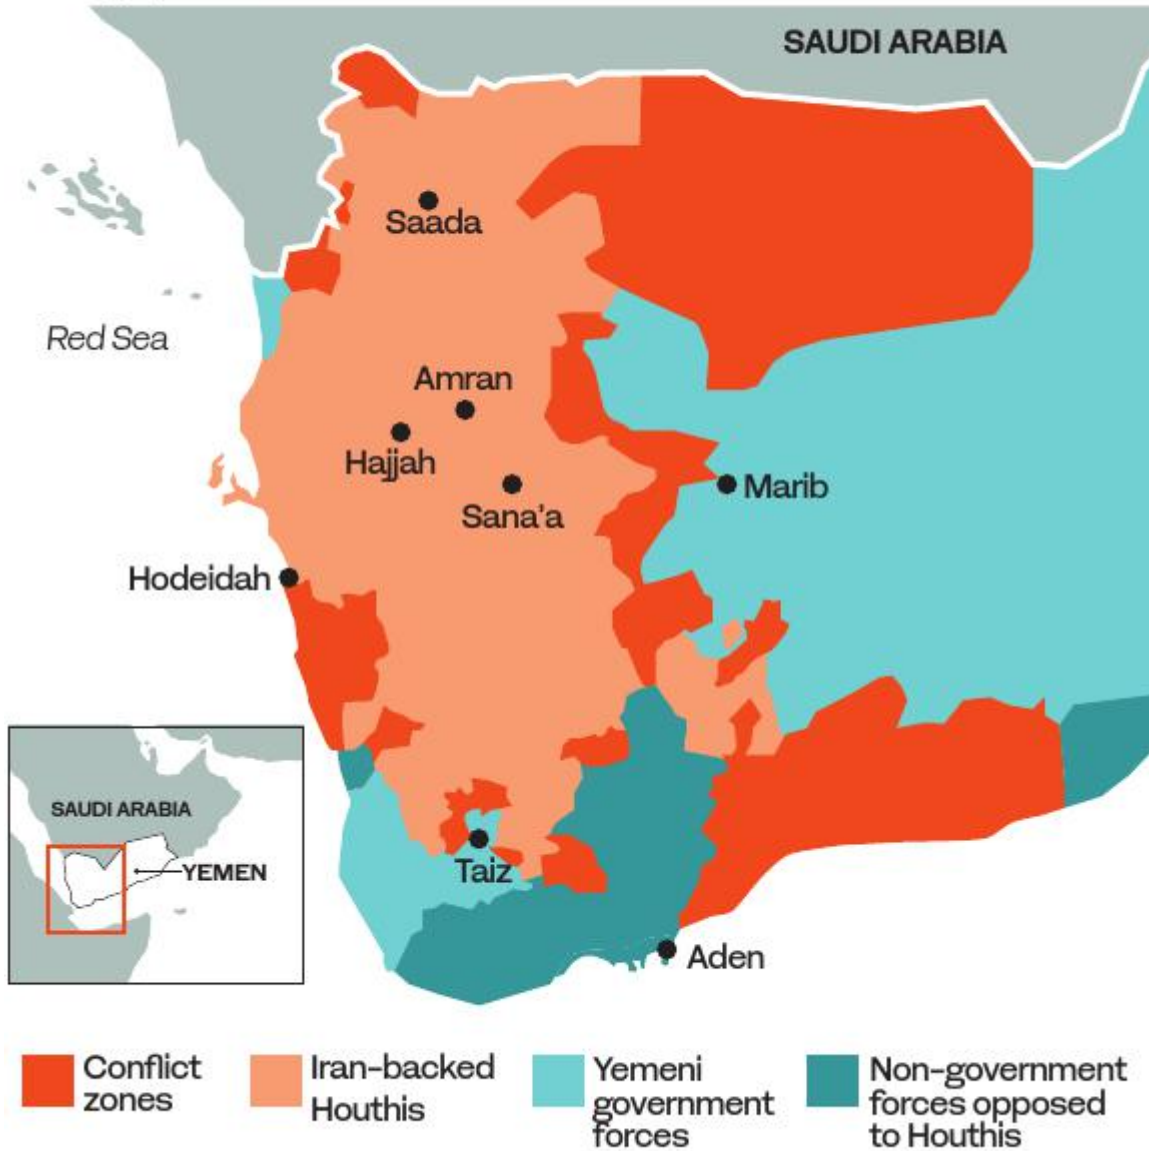 SAUDI ARABIA
Saada
Red Sea
Amran
Hajjah
Sana'a
Marib
Hodeidah
Taiz
Aden
SAUDI ARABIA
YEMEN
Conflict
zones
Iran-backed
Houthis
Yemeni
government
forces
Non-government
forces opposed
to Houthis